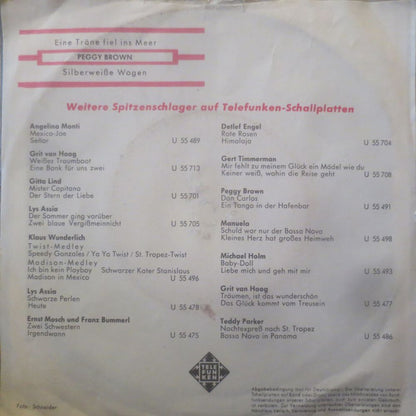 Eine Träne fiel ins Meer
PEGGY BROWN
Silberweiße Wogen
Weitere Spitzenschlager auf Telefunken-Schallplatten
Angelina Monti
Mexico-Joe
Señor U 55 489
Grit van Hoog
Weißes Traumboot
Eine Bank für uns zwei U 55 713
Gitta Lind
Mister Capitano
Der Stern der Liebe U 55 701
Lys Assia
Der Sommer ging vorüber
Zwei blaue Vergißmeinnicht U 55 705
Klaus Wunderlich
Twist-Medley
Speedy Gonzales / Ya Ya Twist / St. Tropez-Twist
Madison-Medley
Ich bin kein Playboy Schwarzer Kater Stanislaus
Madison in Mexico U 55 496
Lys Assia
Schwarze Perlen
Heute U 55 478
Ernst Mosch und Franz Bummerl
Zwei Schwestern
Irgendwann U 55 475
Detlef Engel
Rote Rosen
Himalaja U 55 704
Gert Timmerman
Mir fehlt zu meinem Glück ein Mädel wie du
Keiner weiß, wohin die Reise geht U 55 708
Peggy Brown
Don Carlos
Ein Tango in der Hafenbar U 55 491
Manuela
Schuld war nur der Bossa Nova
Kleines Herz hat großes Heimweh U 55 498
Michael Holm
Baby-Doll
Liebe mich und geh mit mir U 55 493
Grit van Hoog
Träumen, ist das wunderschön
Das Glück kommt vom Treusein U 55 477
Teddy Parker
Nachtexpreß nach St. Tropez
Bossa Nova in Panama U 55 486
TELE
FUN
KEN
Foto: Schneider